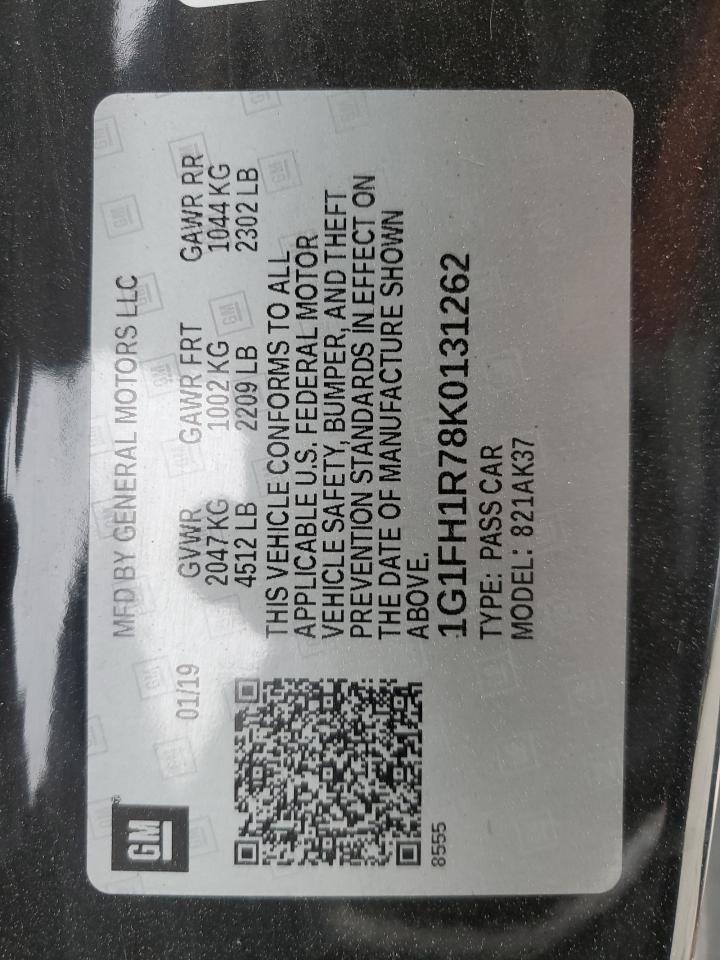 GM
MFD BY GENERAL MOTORS LLC
01/19
GVWR GAWR FRT GAWR RR
2047 KG 1002 KG 1044 KG
4512 LB 2209 LB 2302 LB
THIS VEHICLE CONFORMS TO ALL
APPLICABLE U.S. FEDERAL MOTOR
VEHICLE SAFETY, BUMPER, AND THEFT
PREVENTION STANDARDS IN EFFECT ON
THE DATE OF MANUFACTURE SHOWN
ABOVE.
1G1FH1R78K0131262
TYPE: PASS CAR
MODEL: 821AK37
8555